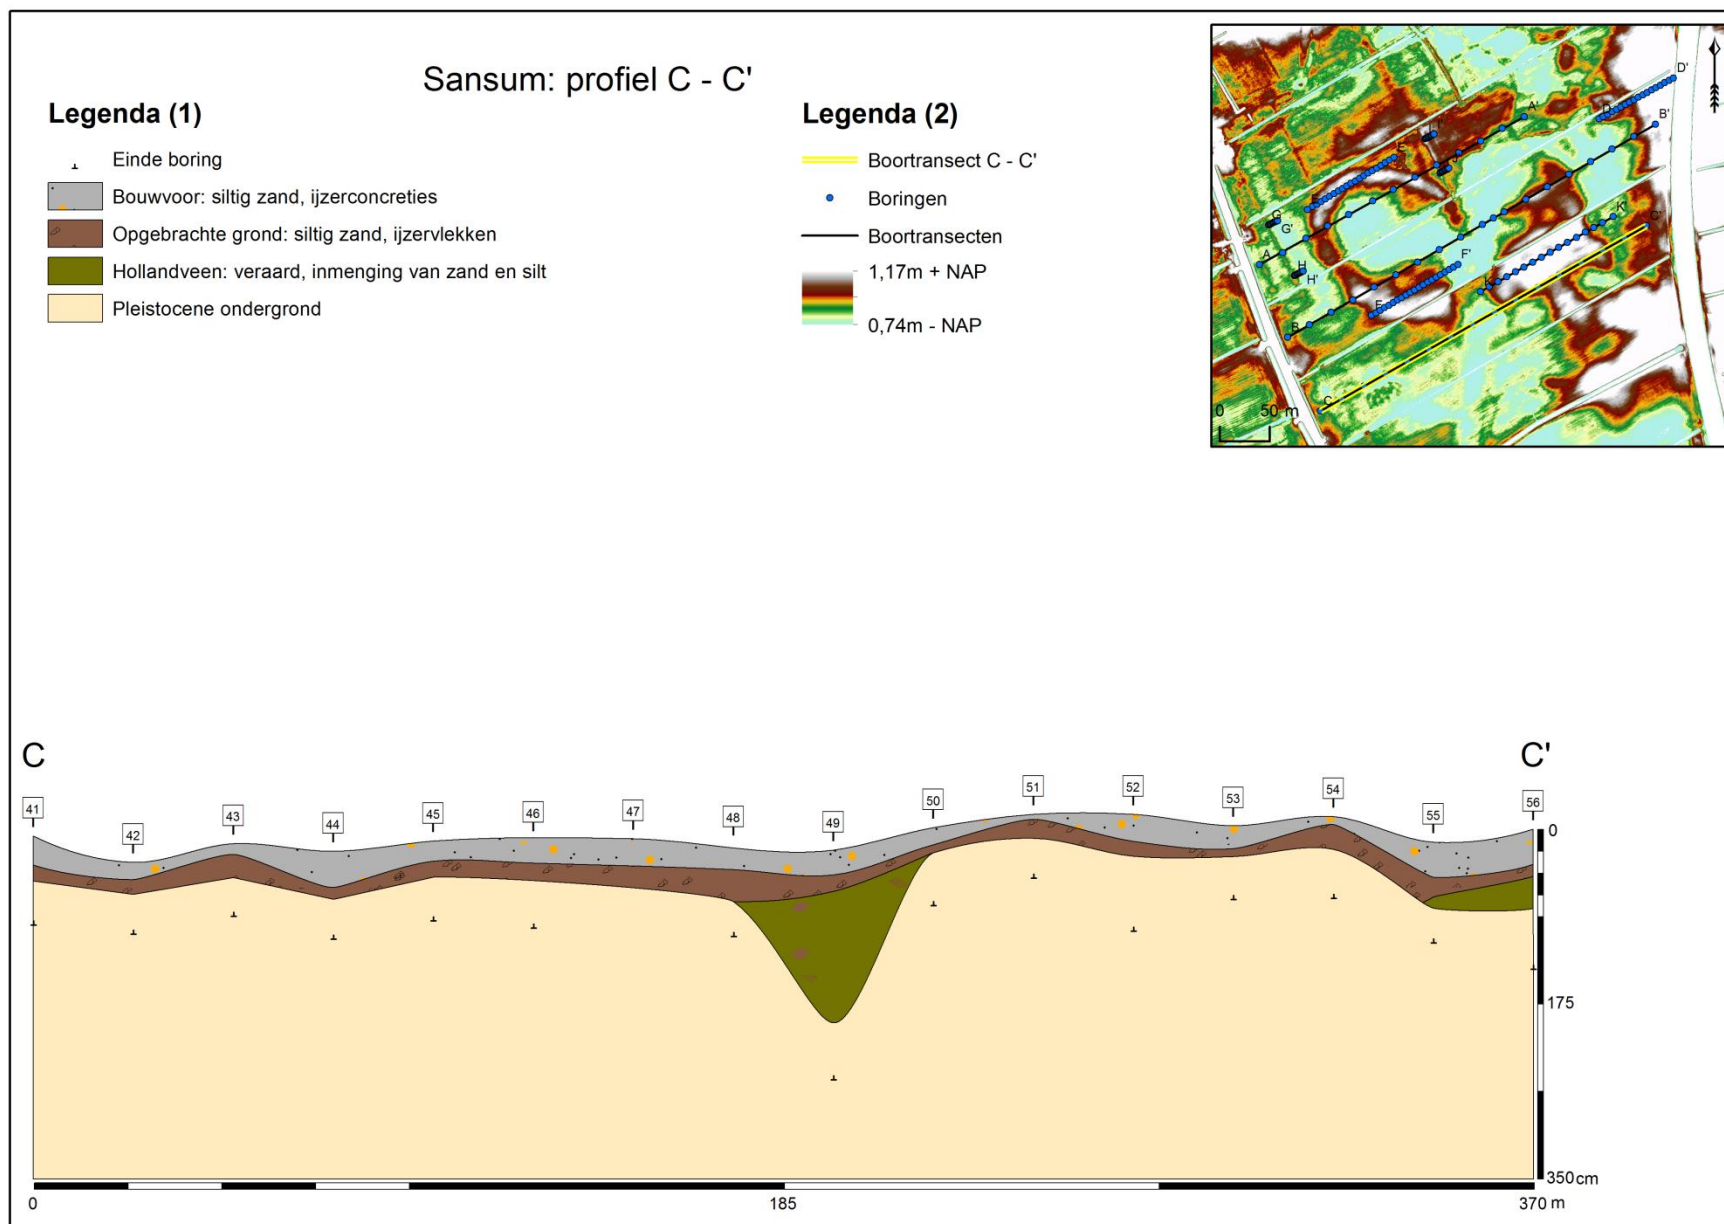 Sansum: profiel C - C'
Legenda (1)
Einde boring
Bouwvoor: siltig zand, ijzerconcreties
Opgebrachte grond: siltig zand, ijzervlekken
Hollandveen: veraard, inmenging van zand en silt
Pleistocene ondergrond
Legenda (2)
Boortransect C - C'
Boringen
Boortransecten
1,17m + NAP
0,74m - NAP
D'
D
A'
B'
E'
J'
E
G
G'
K'
C'
A
H
H'
F'
K
F
B
C
0 50 m
C C'
41 42 43 44 45 46 47 48 49 50 51 52 53 54 55 56
0
175
350 cm
0 185 370 m